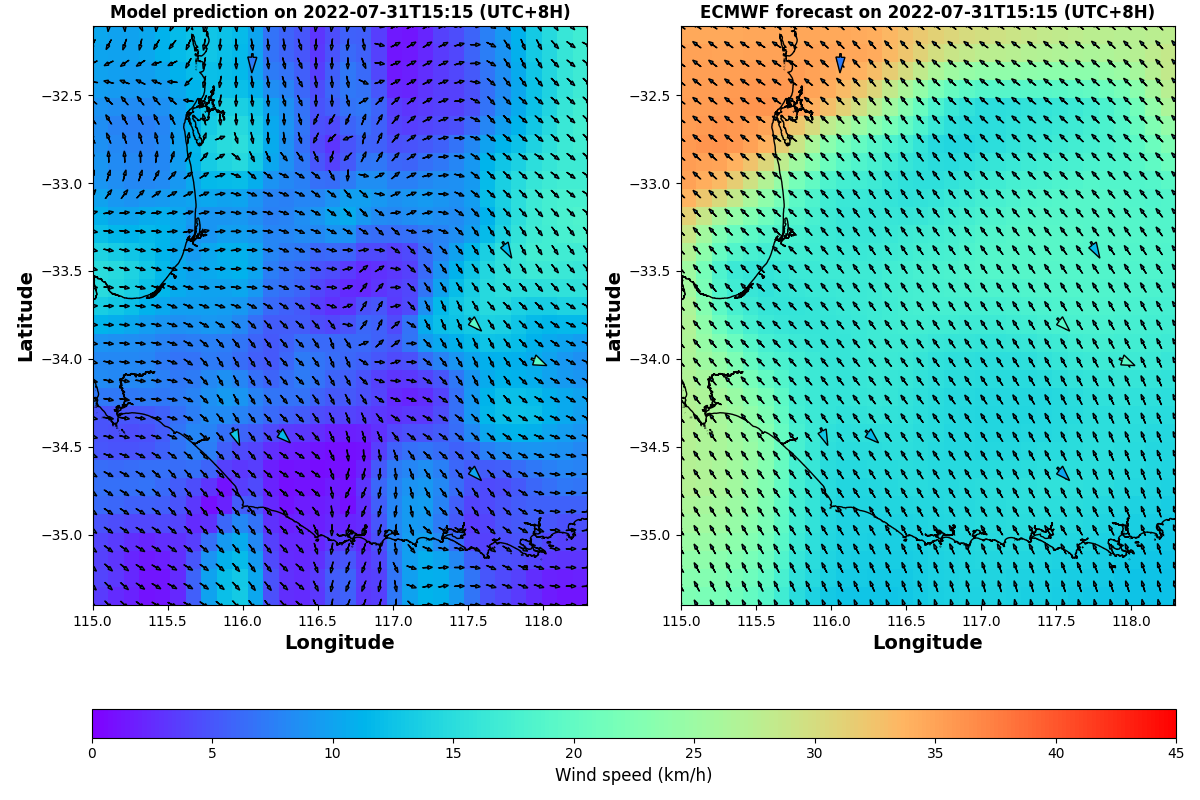 Model prediction on 2022-07-31T15:15 (UTC+8H)
ECMWF forecast on 2022-07-31T15:15 (UTC+8H)
Latitude
−32.5
−33.0
−33.5
−34.0
−34.5
−35.0
115.0 115.5 116.0 116.5 117.0 117.5 118.0
Longitude
Latitude
−32.5
−33.0
−33.5
−34.0
−34.5
−35.0
115.0 115.5 116.0 116.5 117.0 117.5 118.0
Longitude
0 5 10 15 20 25 30 35 40 45
Wind speed (km/h)